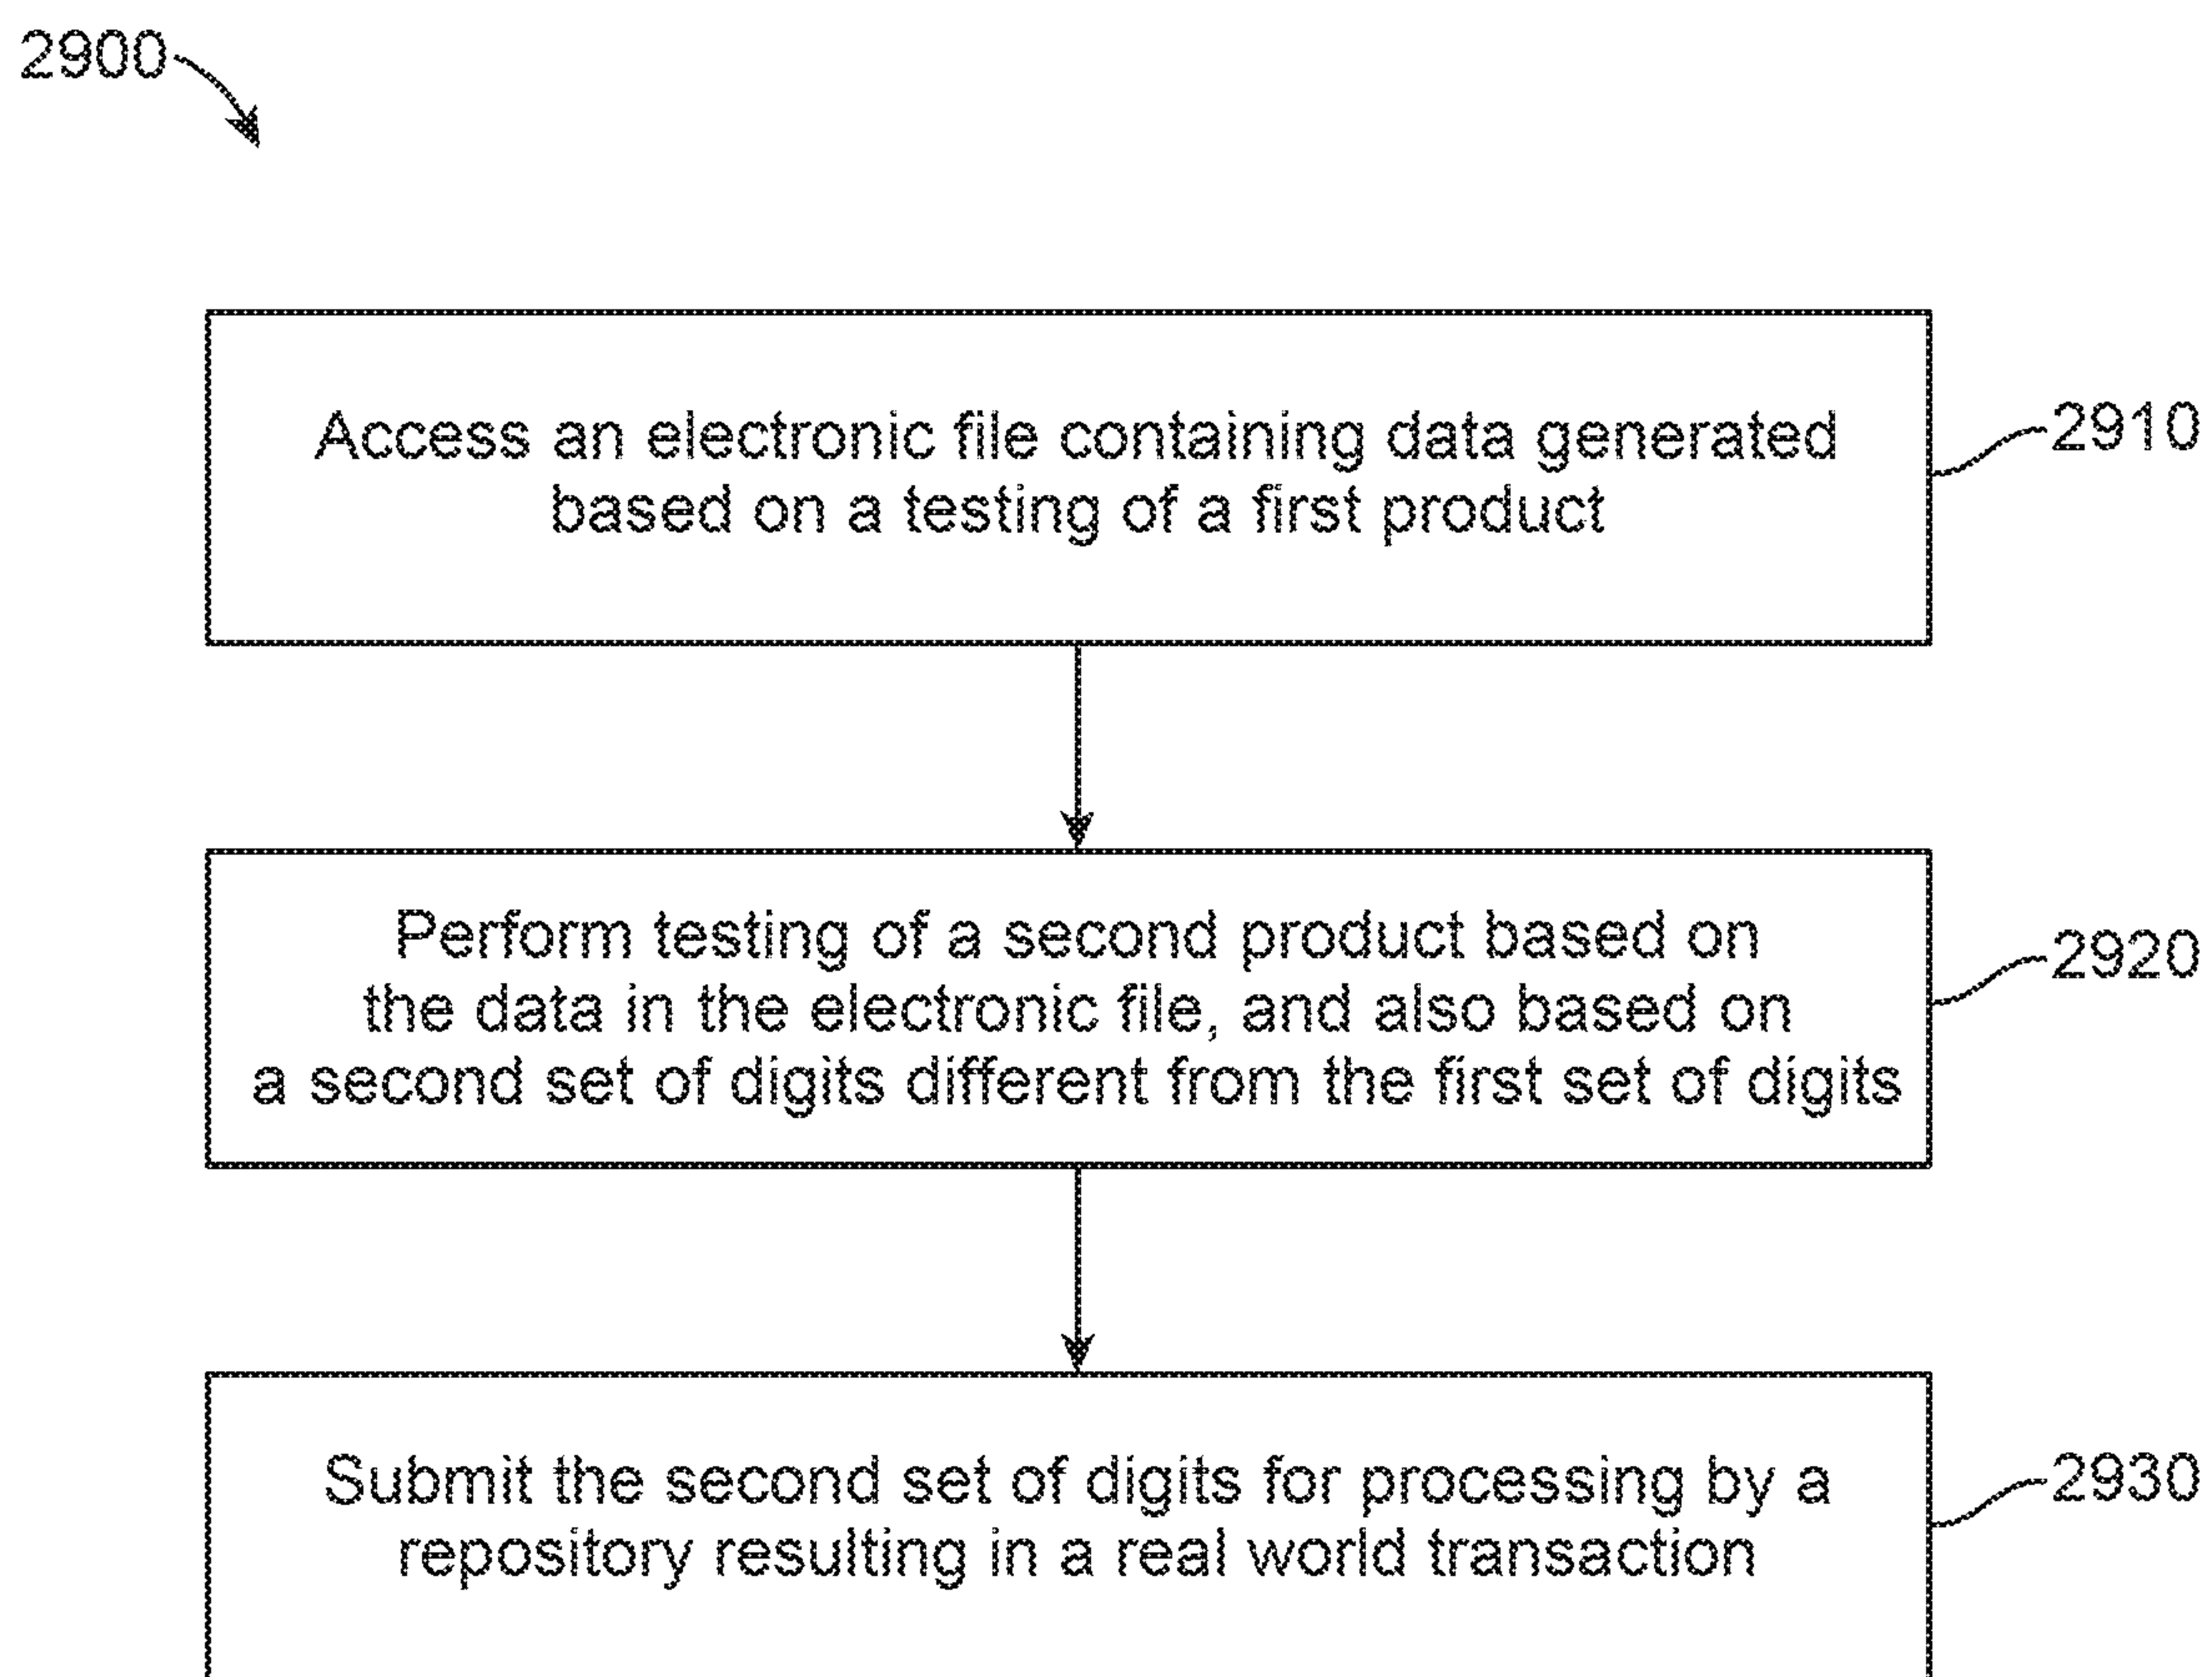 2900
Access an electronic file containing data generated
based on a testing of a first product
2910
Perform testing of a second product based on
the data in the electronic file, and also based on
a second set of digits different from the first set of digits
2920
Submit the second set of digits for processing by a
repository resulting in a real world transaction
2930